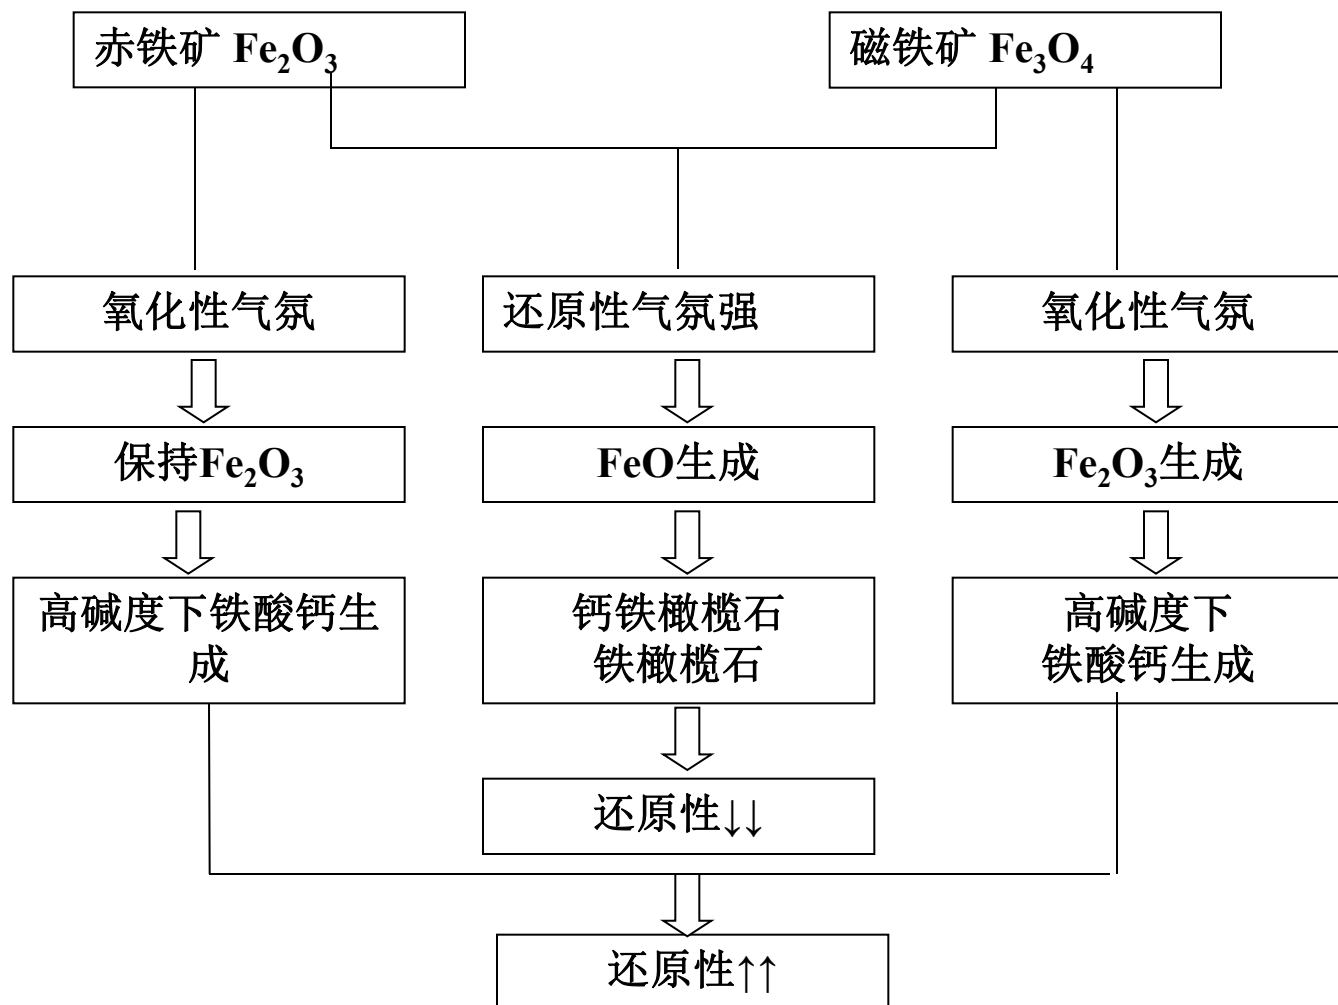 赤铁矿 Fe₂O₃
磁铁矿 Fe₃O₄
氧化性气氛
还原性气氛强
氧化性气氛
保持Fe₂O₃
FeO生成
Fe₂O₃生成
高碱度下铁酸钙生
成
钙铁橄榄石
铁橄榄石
高碱度下
铁酸钙生成
还原性↓↓
还原性↑↑